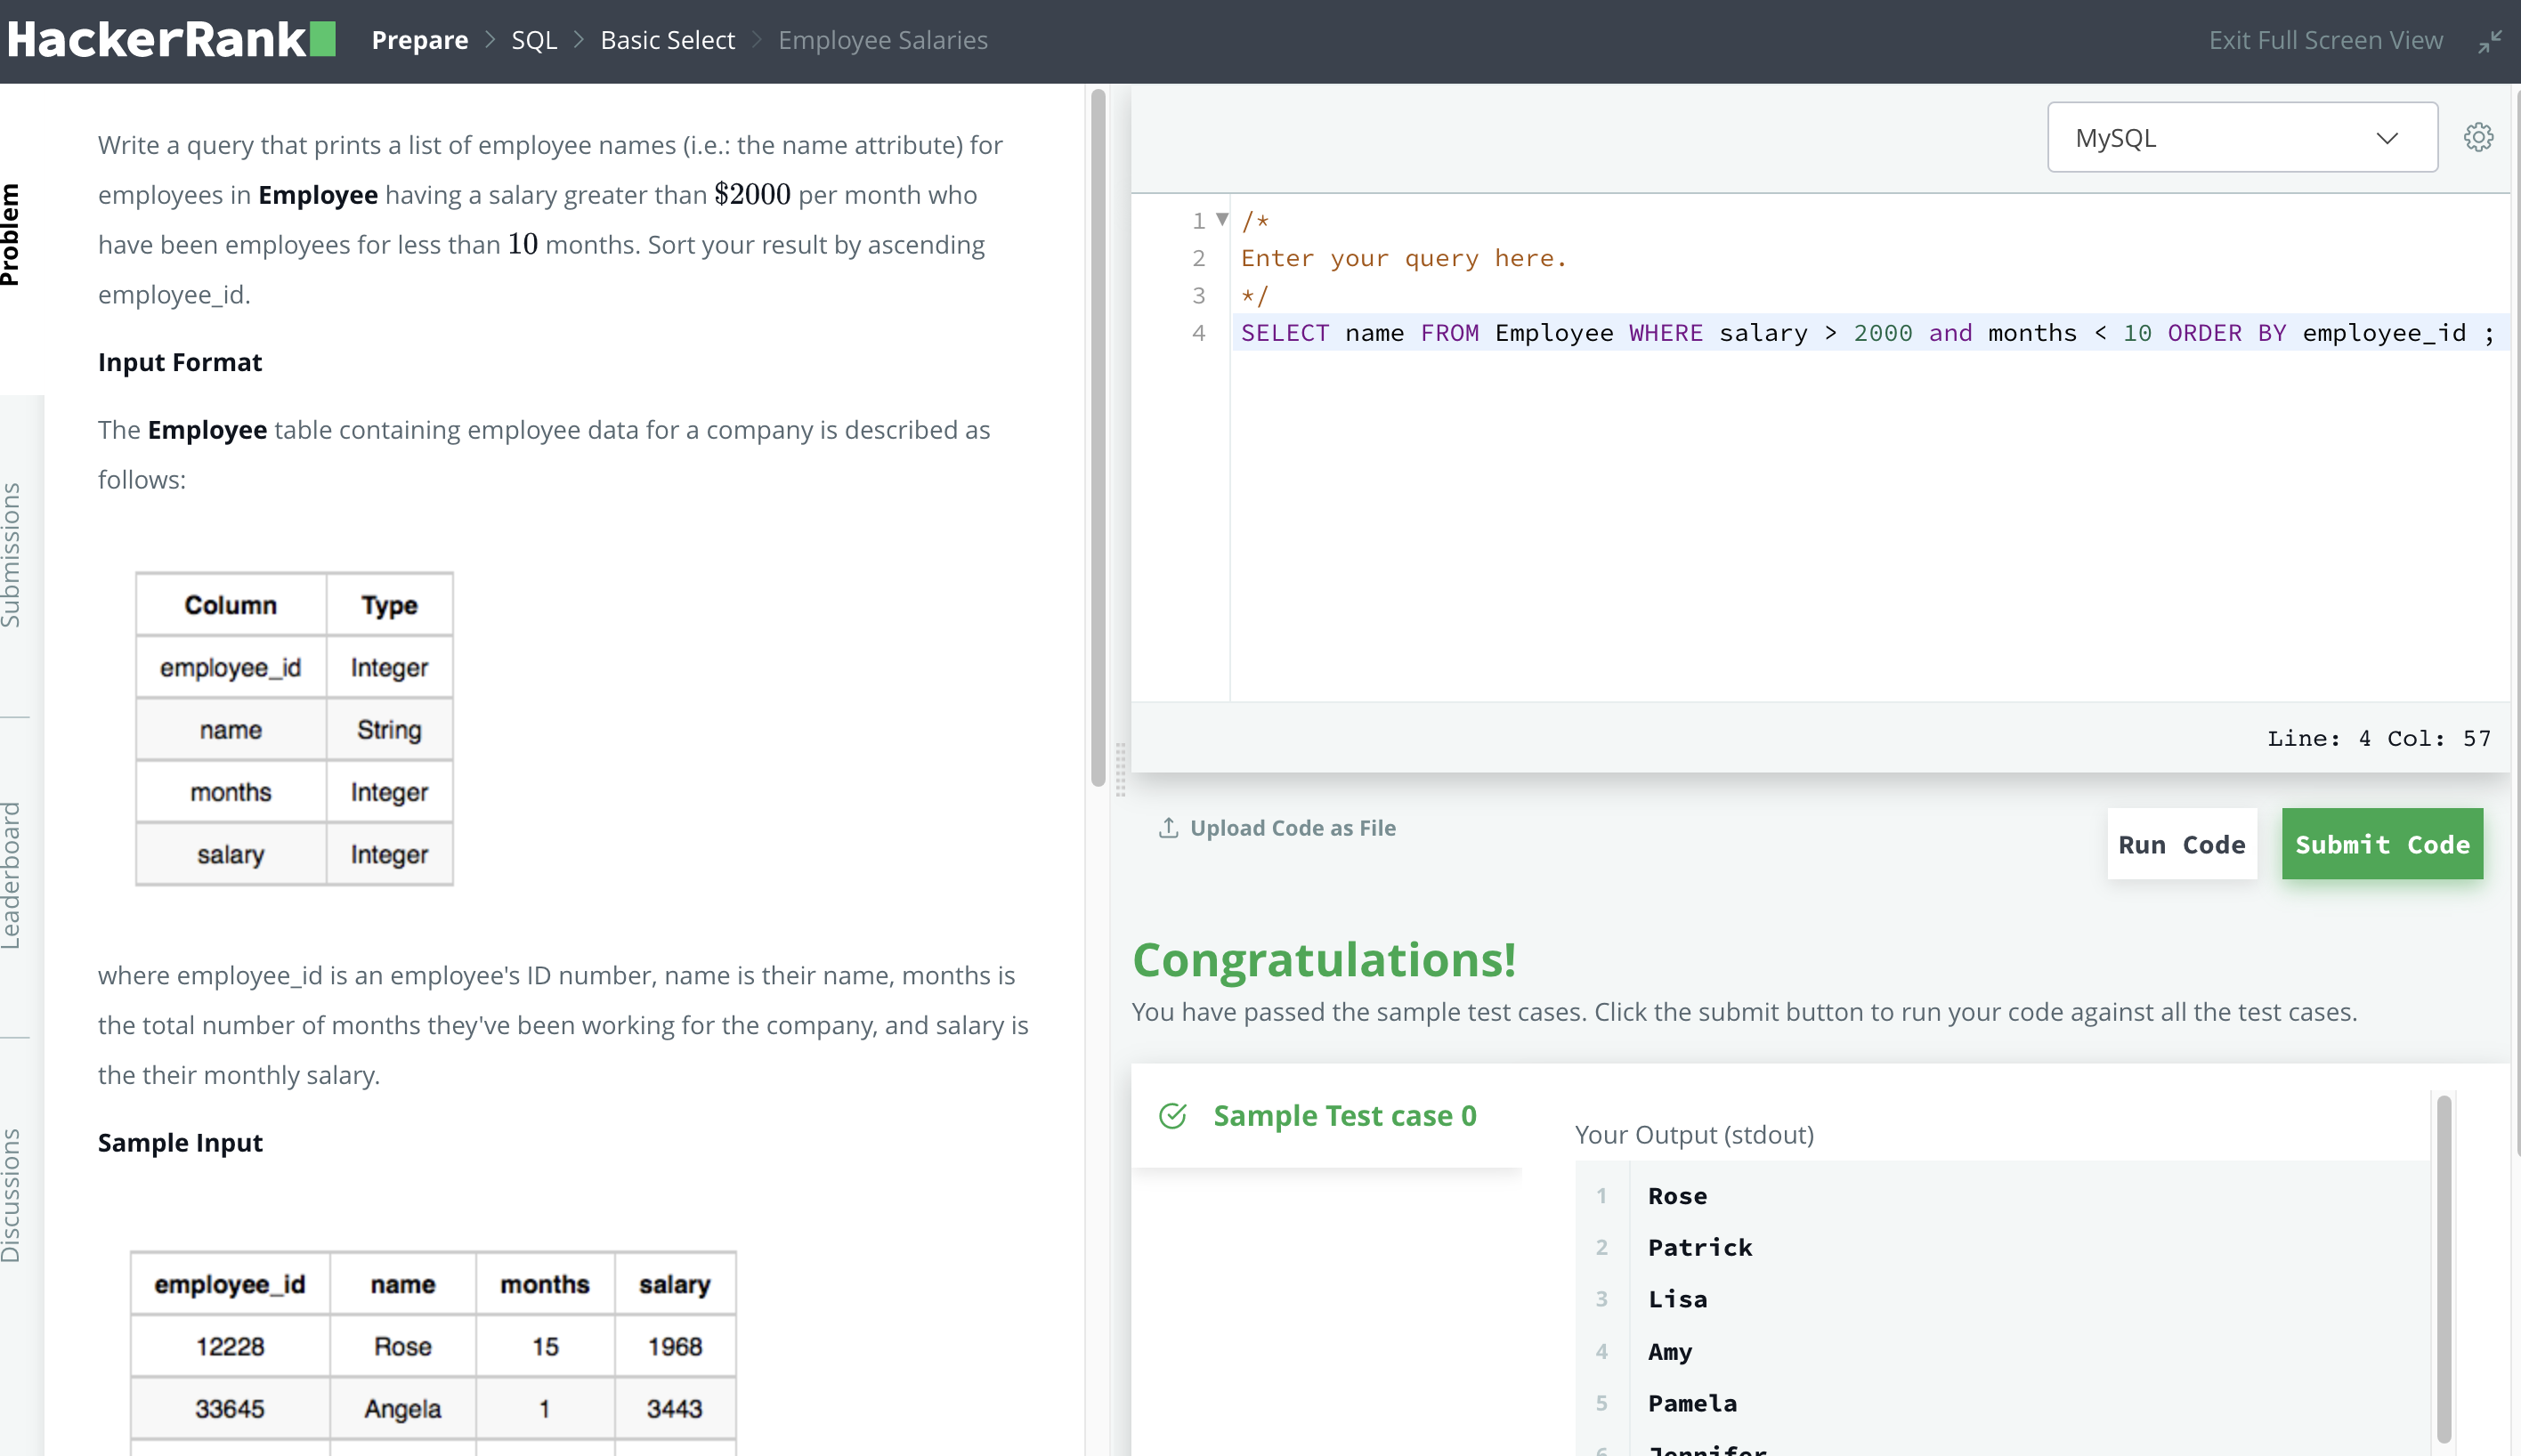 HackerRank Prepare > SQL > Basic Select > Employee Salaries
Exit Full Screen View
Problem
Submissions
Leaderboard
Discussions
Write a query that prints a list of employee names (i.e.: the name attribute) for
employees in Employee having a salary greater than $2000 per month who
have been employees for less than 10 months. Sort your result by ascending
employee_id.
Input Format
The Employee table containing employee data for a company is described as
follows:
Column Type
employee_id Integer
name String
months Integer
salary Integer
where employee_id is an employee's ID number, name is their name, months is
the total number of months they've been working for the company, and salary is
the their monthly salary.
Sample Input
employee_id name months salary
12228 Rose 15 1968
33645 Angela 1 3443
MySQL
1 /*
2 Enter your query here.
3 */
4 SELECT name FROM Employee WHERE salary > 2000 and months < 10 ORDER BY employee_id ;
Line: 4 Col: 57
Upload Code as File
Run Code
Submit Code
Congratulations!
You have passed the sample test cases. Click the submit button to run your code against all the test cases.
Sample Test case 0
Your Output (stdout)
1 Rose
2 Patrick
3 Lisa
4 Amy
5 Pamela
6 Jennifer